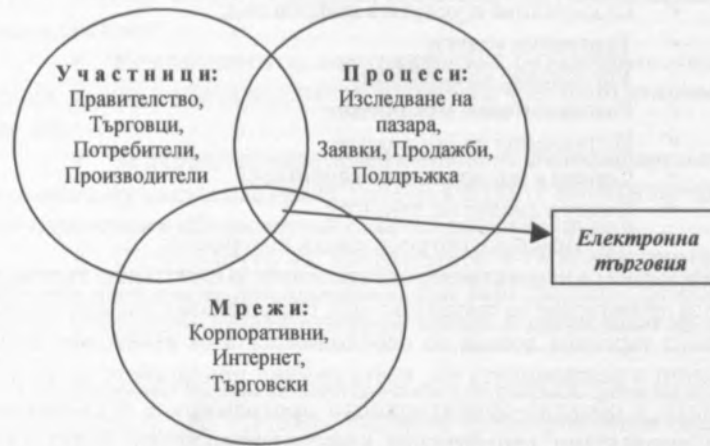 Участници:
Правителство,
Търговци,
Потребители,
Производители
Процеси:
Изследване на
пазара,
Заявки, Продажби,
Поддръжка
Електронна
търговия
Мрежи:
Корпоративни,
Интернет,
Търговски